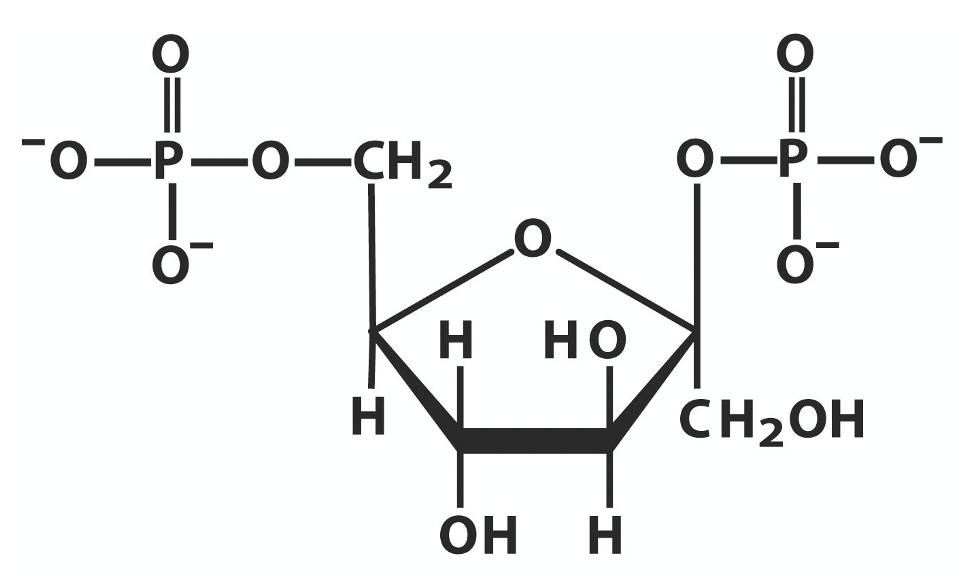 O O
⁻O P O CH₂ O P O⁻
O⁻ O O⁻
H HO
H CH₂OH
OH H